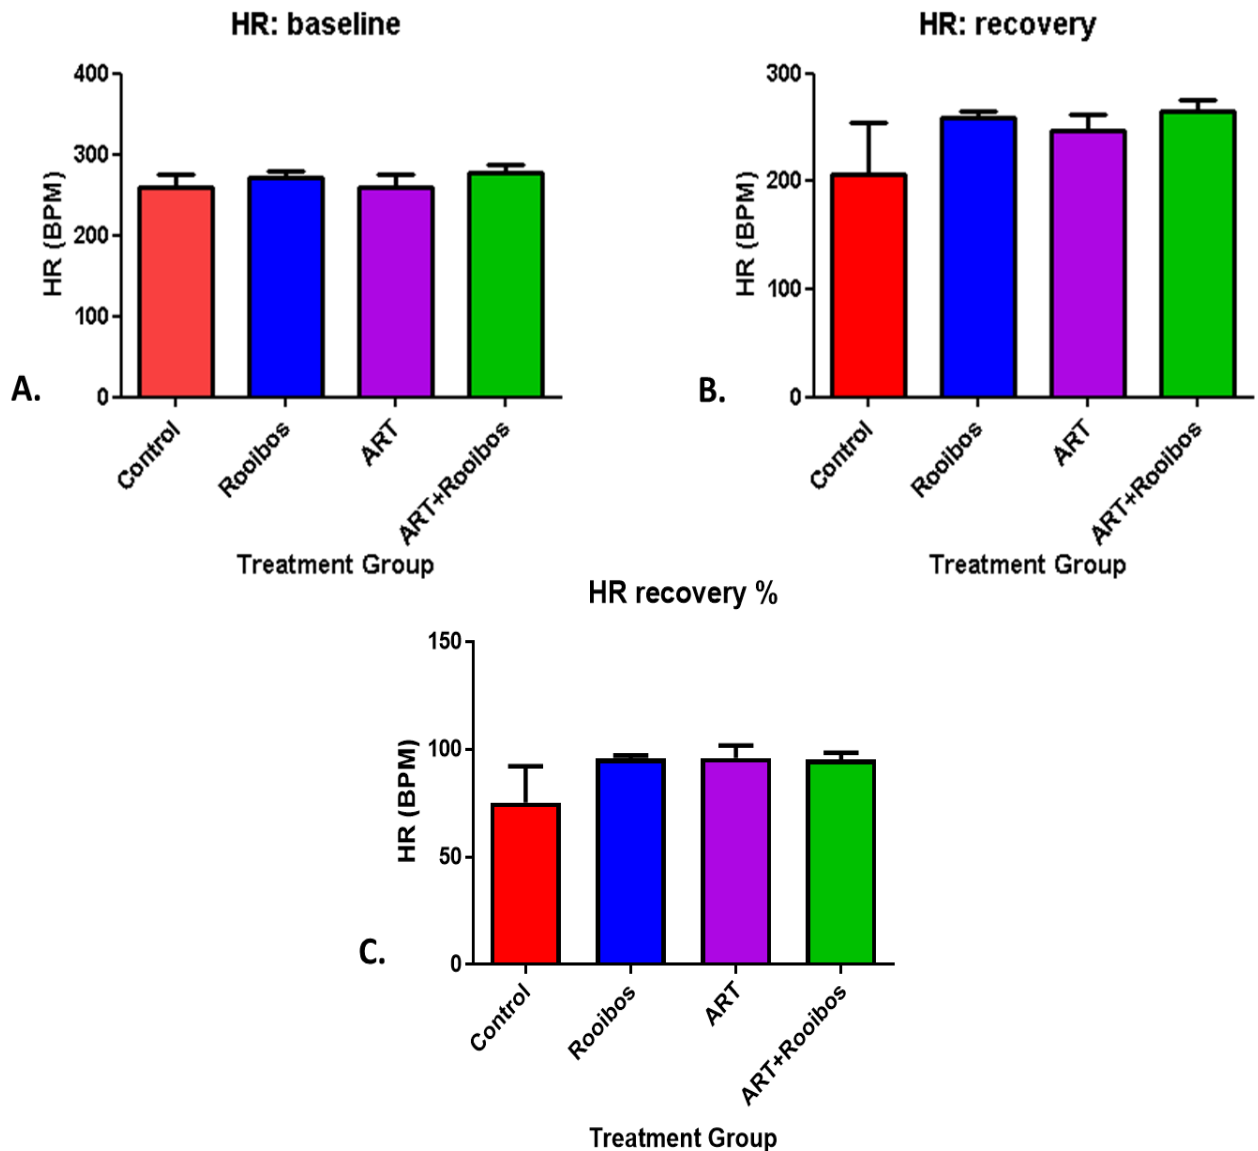 HR: baseline
400
300
200
100
0
HR (BPM)
A.
Control
Rooibos
ART
ART+Rooibos
Treatment Group
HR: recovery
300
200
100
0
HR (BPM)
B.
Control
Rooibos
ART
ART+Rooibos
Treatment Group
HR recovery %
150
100
50
0
HR (BPM)
C.
Control
Rooibos
ART
ART+Rooibos
Treatment Group